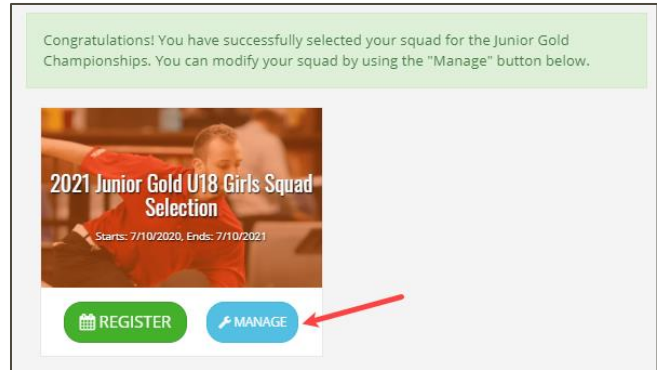 Congratulations! You have successfully selected your squad for the Junior Gold
Championships. You can modify your squad by using the "Manage" button below.
2021 Junior Gold U18 Girls Squad
Selection
Starts: 7/10/2020, Ends: 7/10/2021
REGISTER
MANAGE